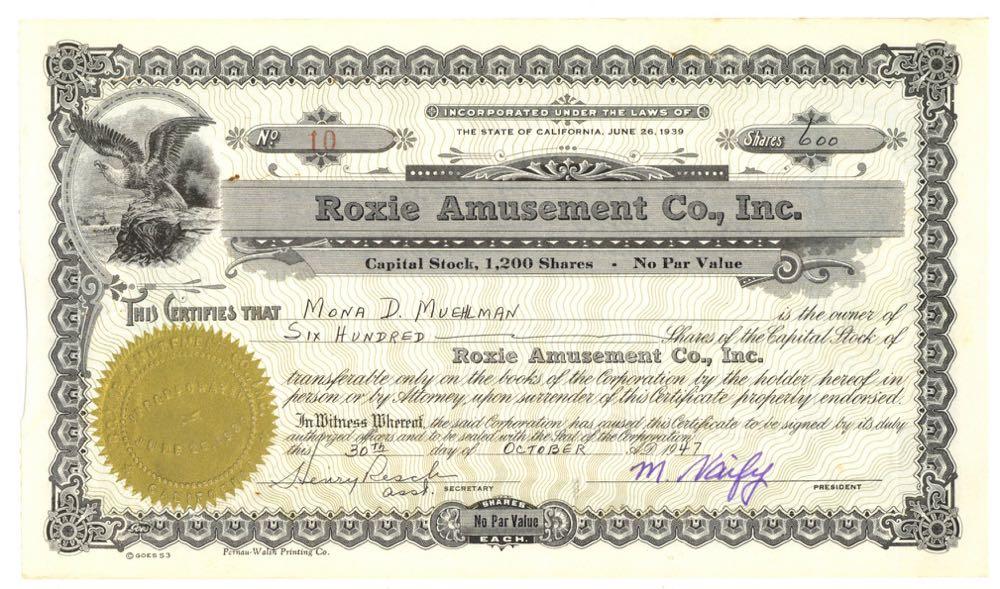 INCORPORATED UNDER THE LAWS OF
THE STATE OF CALIFORNIA, JUNE 26, 1939
No 10
Shares 600
Roxie Amusement Co., Inc.
Capital Stock, 1,200 Shares - No Par Value
THIS CERTIFIES THAT MONA D. MUEHLMAN is the owner of
SIX HUNDRED Shares of the Capital Stock of
Roxie Amusement Co., Inc.
transferable only on the books of the Corporation by the holder hereof in
person or by Attorney, upon surrender of this Certificate properly endorsed.
In Witness Whereof, the said Corporation has caused this Certificate to be signed by its duly
authorized officers and to be sealed with the Seal of the Corporation
this 30TH day of OCTOBER A.D. 1947
Henry Resch M. Naify
asst. SECRETARY PRESIDENT
SHARES
No Par Value
EACH.
Goes
© GOES 53 Pernau-Walsh Printing Co.